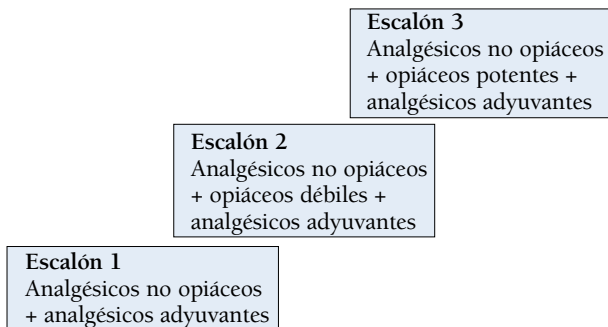 Escalón 3
Analgésicos no opiáceos
+ opiáceos potentes +
analgésicos adyuvantes
Escalón 2
Analgésicos no opiáceos
+ opiáceos débiles +
analgésicos adyuvantes
Escalón 1
Analgésicos no opiáceos
+ analgésicos adyuvantes